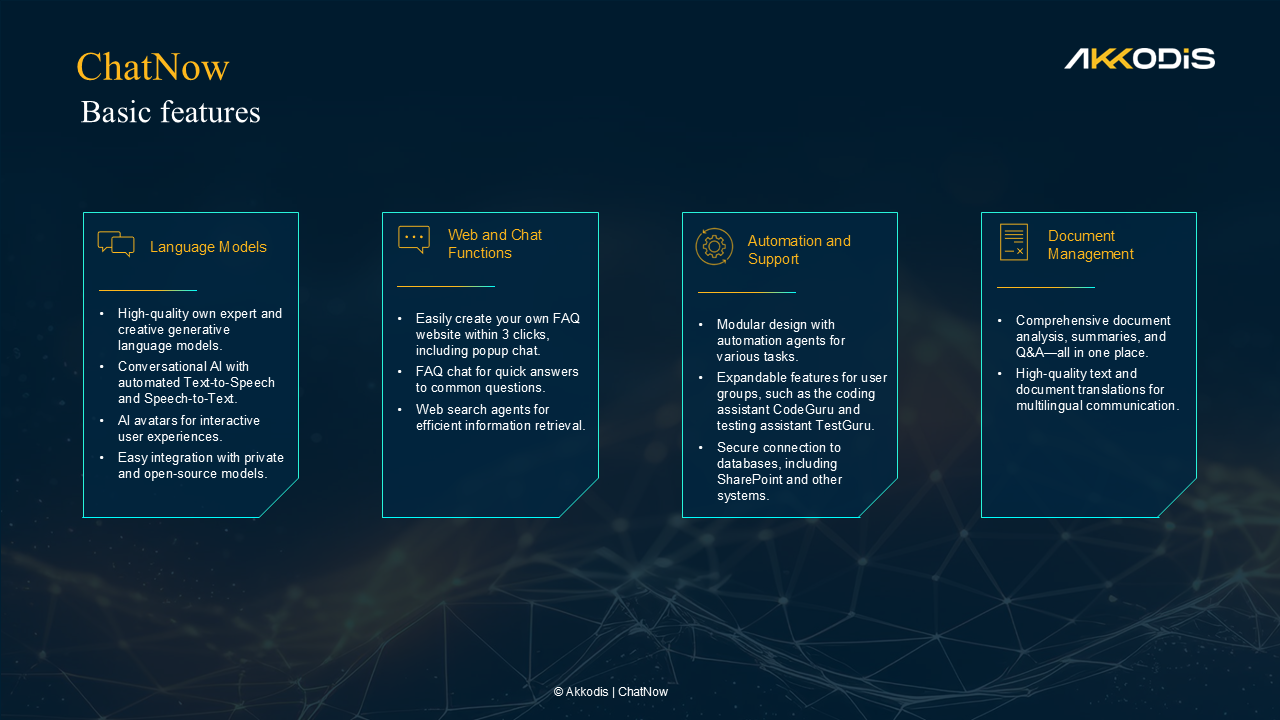 ChatNow
AKKODIS
Basic features
Language Models
• High-quality own expert and
creative generative
language models.
• Conversational AI with
automated Text-to-Speech
and Speech-to-Text.
• AI avatars for interactive
user experiences.
• Easy integration with private
and open-source models.
Web and Chat
Functions
• Easily create your own FAQ
website within 3 clicks,
including popup chat.
• FAQ chat for quick answers
to common questions.
• Web search agents for
efficient information retrieval.
Automation and
Support
• Modular design with
automation agents for
various tasks.
• Expandable features for user
groups, such as the coding
assistant CodeGuru and
testing assistant TestGuru.
• Secure connection to
databases, including
SharePoint and other
systems.
Document
Management
• Comprehensive document
analysis, summaries, and
Q&A—all in one place.
• High-quality text and
document translations for
multilingual communication.
© Akkodis | ChatNow